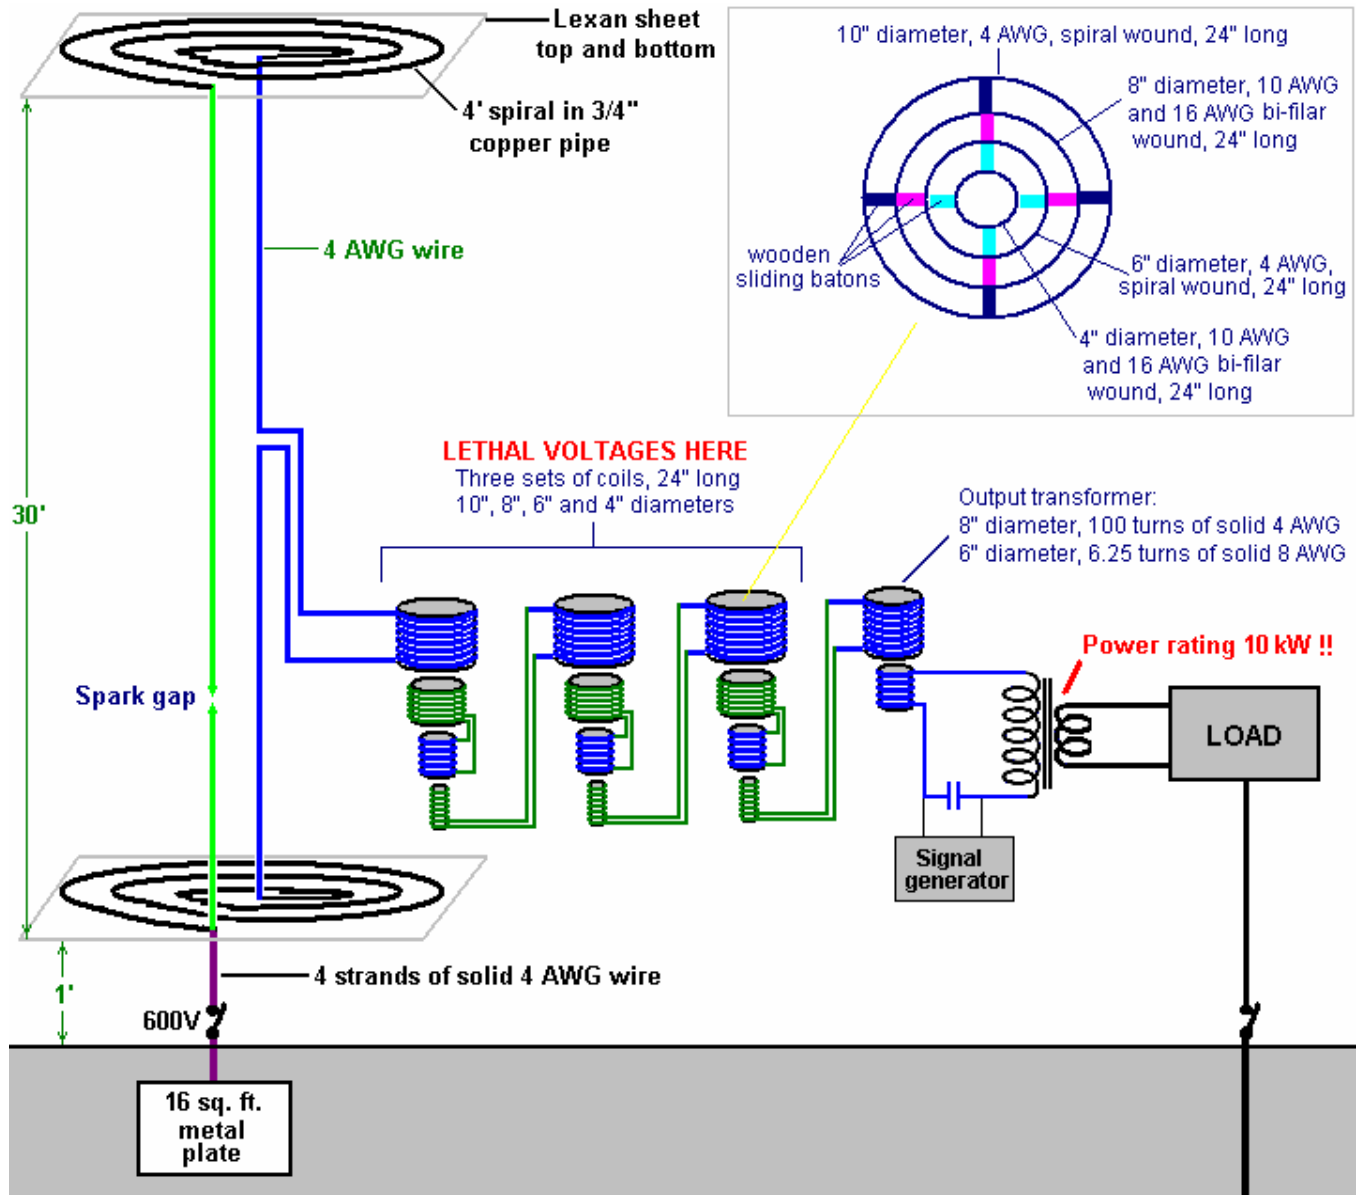 Lexan sheet
top and bottom
4' spiral in 3/4"
copper pipe
4 AWG wire
30'
Spark gap
10" diameter, 4 AWG, spiral wound, 24" long
8" diameter, 10 AWG
and 16 AWG bi-filar
wound, 24" long
wooden
sliding batons
6" diameter, 4 AWG,
spiral wound, 24" long
4" diameter, 10 AWG
and 16 AWG bi-filar
wound, 24" long
LETHAL VOLTAGES HERE
Three sets of coils, 24" long
10", 8", 6" and 4" diameters
Output transformer:
8" diameter, 100 turns of solid 4 AWG
6" diameter, 6.25 turns of solid 8 AWG
Power rating 10 kW !!
LOAD
Signal
generator
4 strands of solid 4 AWG wire
1'
600V
16 sq. ft.
metal
plate